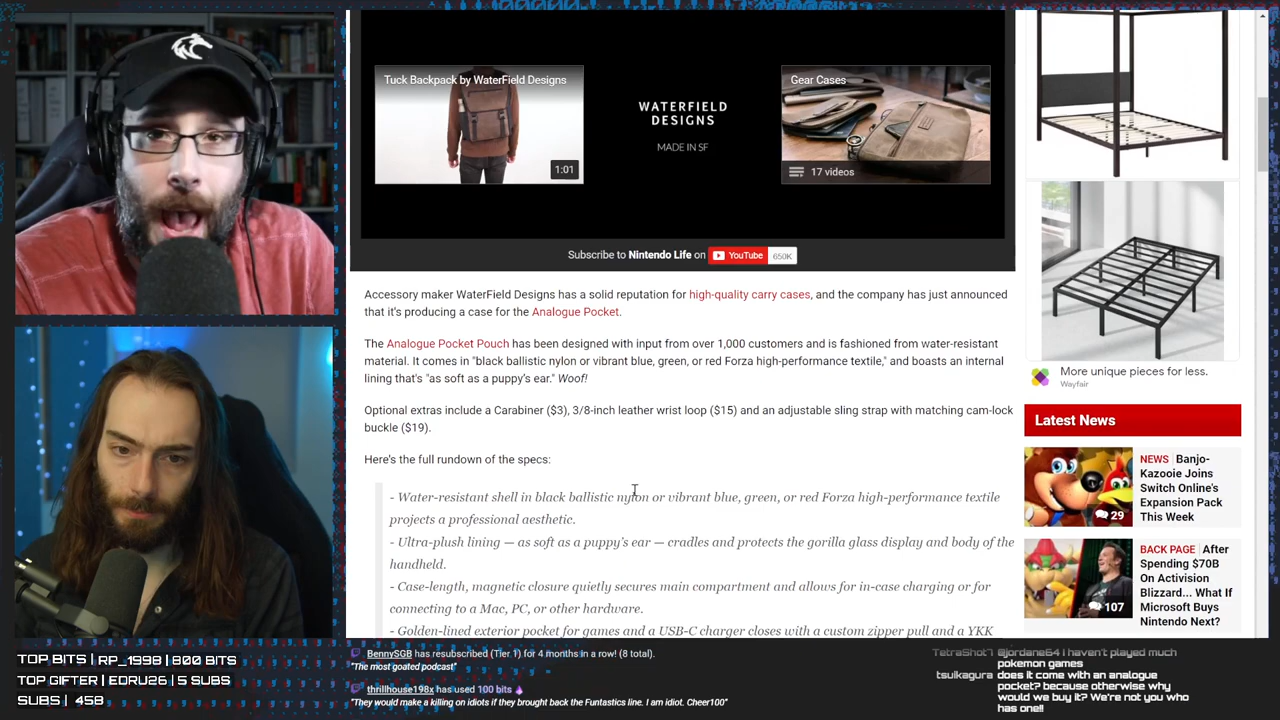 Tuck Backpack by WaterField Designs
1:01
WATERFIELD
DESIGNS
MADE IN SF
Gear Cases
17 videos
Subscribe to Nintendo Life on YouTube 650K
Accessory maker WaterField Designs has a solid reputation for high-quality carry cases, and the company has just announced
that it's producing a case for the Analogue Pocket.
The Analogue Pocket Pouch has been designed with input from over 1,000 customers and is fashioned from water-resistant
material. It comes in "black ballistic nylon or vibrant blue, green, or red Forza high-performance textile," and boasts an internal
lining that's "as soft as a puppy's ear." Woof!
Optional extras include a Carabiner ($3), 3/8-inch leather wrist loop ($15) and an adjustable sling strap with matching cam-lock
buckle ($19).
Here's the full rundown of the specs:
- Water-resistant shell in black ballistic nylon or vibrant blue, green, or red Forza high-performance textile
projects a professional aesthetic.
- Ultra-plush lining — as soft as a puppy's ear — cradles and protects the gorilla glass display and body of the
handheld.
- Case-length, magnetic closure quietly secures main compartment and allows for in-case charging or for
connecting to a Mac, PC, or other hardware.
- Golden-lined exterior pocket for games and a USB-C charger closes with a custom zipper pull and a YKK
More unique pieces for less.
Wayfair
Latest News
NEWS Banjo-
Kazooie Joins
Switch Online's
Expansion Pack
This Week
29
BACK PAGE After
Spending $70B
On Activision
Blizzard... What If
Microsoft Buys
Nintendo Next?
107
TOP BITS | RP_1998 | 800 BITS
TOP GIFTER | EDRU26 | 5 SUBS
SUBS | 458
BennySGB has resubscribed (Tier 1) for 4 months in a row! (8 total).
"The most goated podcast"
thrillhouse198x has used 100 bits
"They would make a killing on idiots if they brought back the Funtastics line. I am idiot. Cheer100"
TetraShot7 @jordane64 I haven't played much
pokemon games
tsuikagura does it come with an analogue
pocket? because otherwise why
would we buy it? We're not you who
has one!!